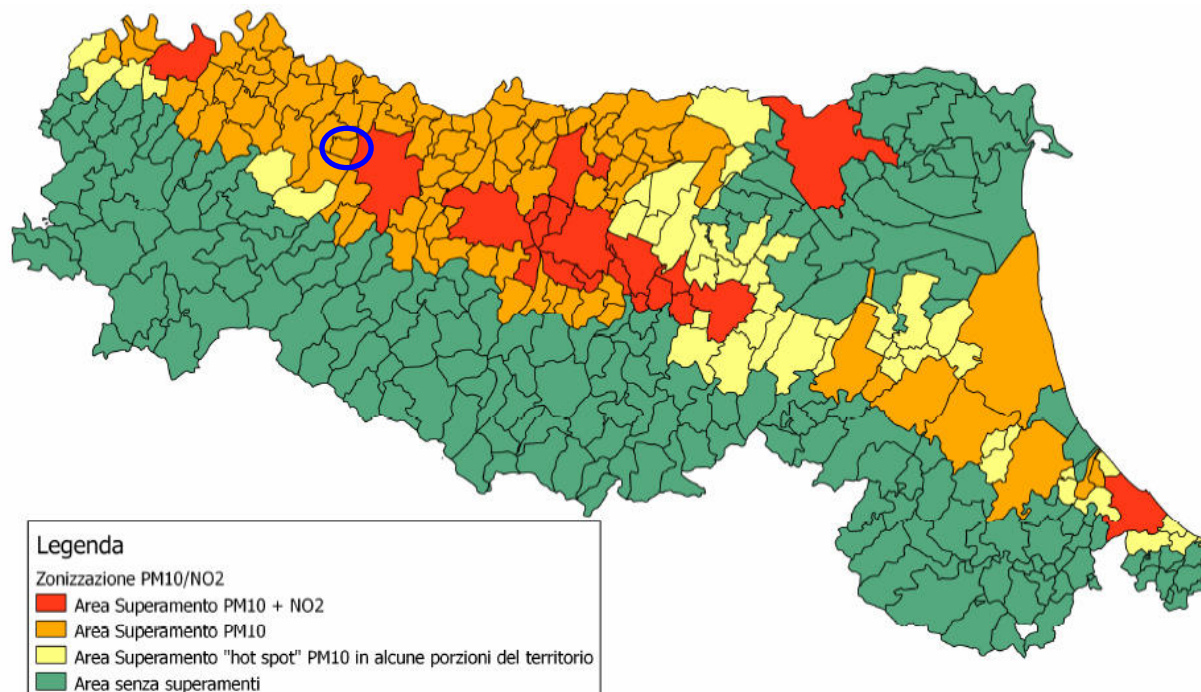 Legenda
Zonizzazione PM10/NO2
Area Superamento PM10 + NO2
Area Superamento PM10
Area Superamento "hot spot" PM10 in alcune porzioni del territorio
Area senza superamenti